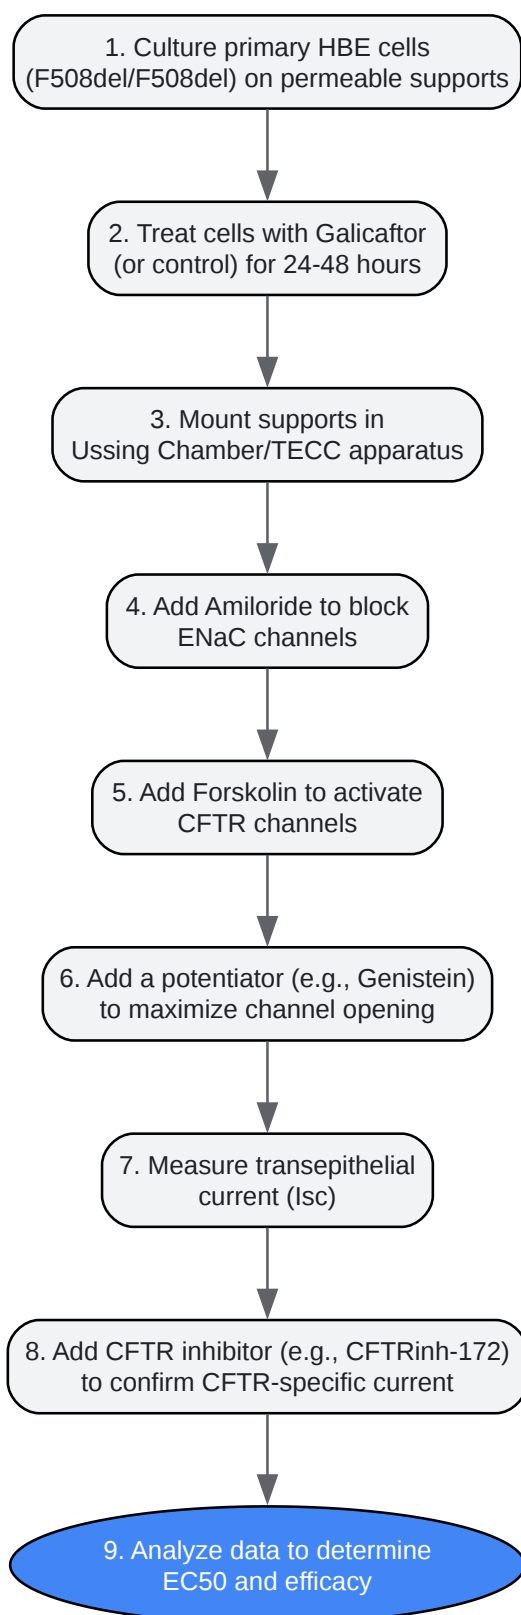 1. Culture primary HBE cells
(F508del/F508del) on permeable supports
2. Treat cells with Galicaftor
(or control) for 24-48 hours
3. Mount supports in
Ussing Chamber/TECC apparatus
4. Add Amiloride to block
ENaC channels
5. Add Forskolin to activate
CFTR channels
6. Add a potentiator (e.g., Genistein)
to maximize channel opening
7. Measure transepithelial
current (Isc)
8. Add CFTR inhibitor (e.g., CFTRinh-172)
to confirm CFTR-specific current
9. Analyze data to determine
EC50 and efficacy